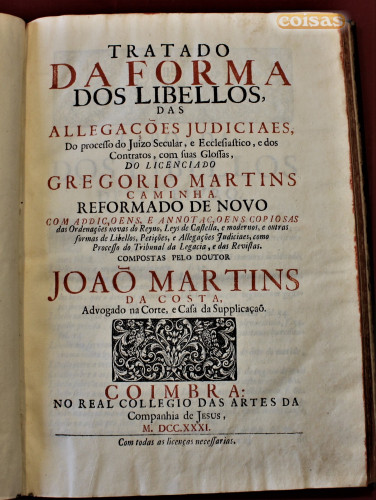 coisas
TRATADO
DA FORMA
DOS LIBELLOS,
DAS
ALLEGAÇÕES JUDICIAES,
Do processo do Juizo Secular, e Ecclesiastico, e dos
Contratos, com suas Glossas,
DO LICENCIADO
GREGORIO MARTINS
CAMINHA
REFORMADO DE NOVO
COM ADDIÇOENS, E ANNOTAÇOENS COPIOSAS
das Ordenações novas do Reyno, Leys de Castella, e modernos, e outras
formas de Libellos, Petições, e Allegações Judiciaes, como
Processo do Tribunal da Legacia, e das Revistas.
COMPOSTAS PELO DOUTOR
JOAÕ MARTINS
DA COSTA,
Advogado na Corte, e Casa da Supplicaçaõ.
COIMBRA:
NO REAL COLLEGIO DAS ARTES DA
Companhia de JESUS,
M. DCC. XXXI.
Com todas as licenças necessarias.